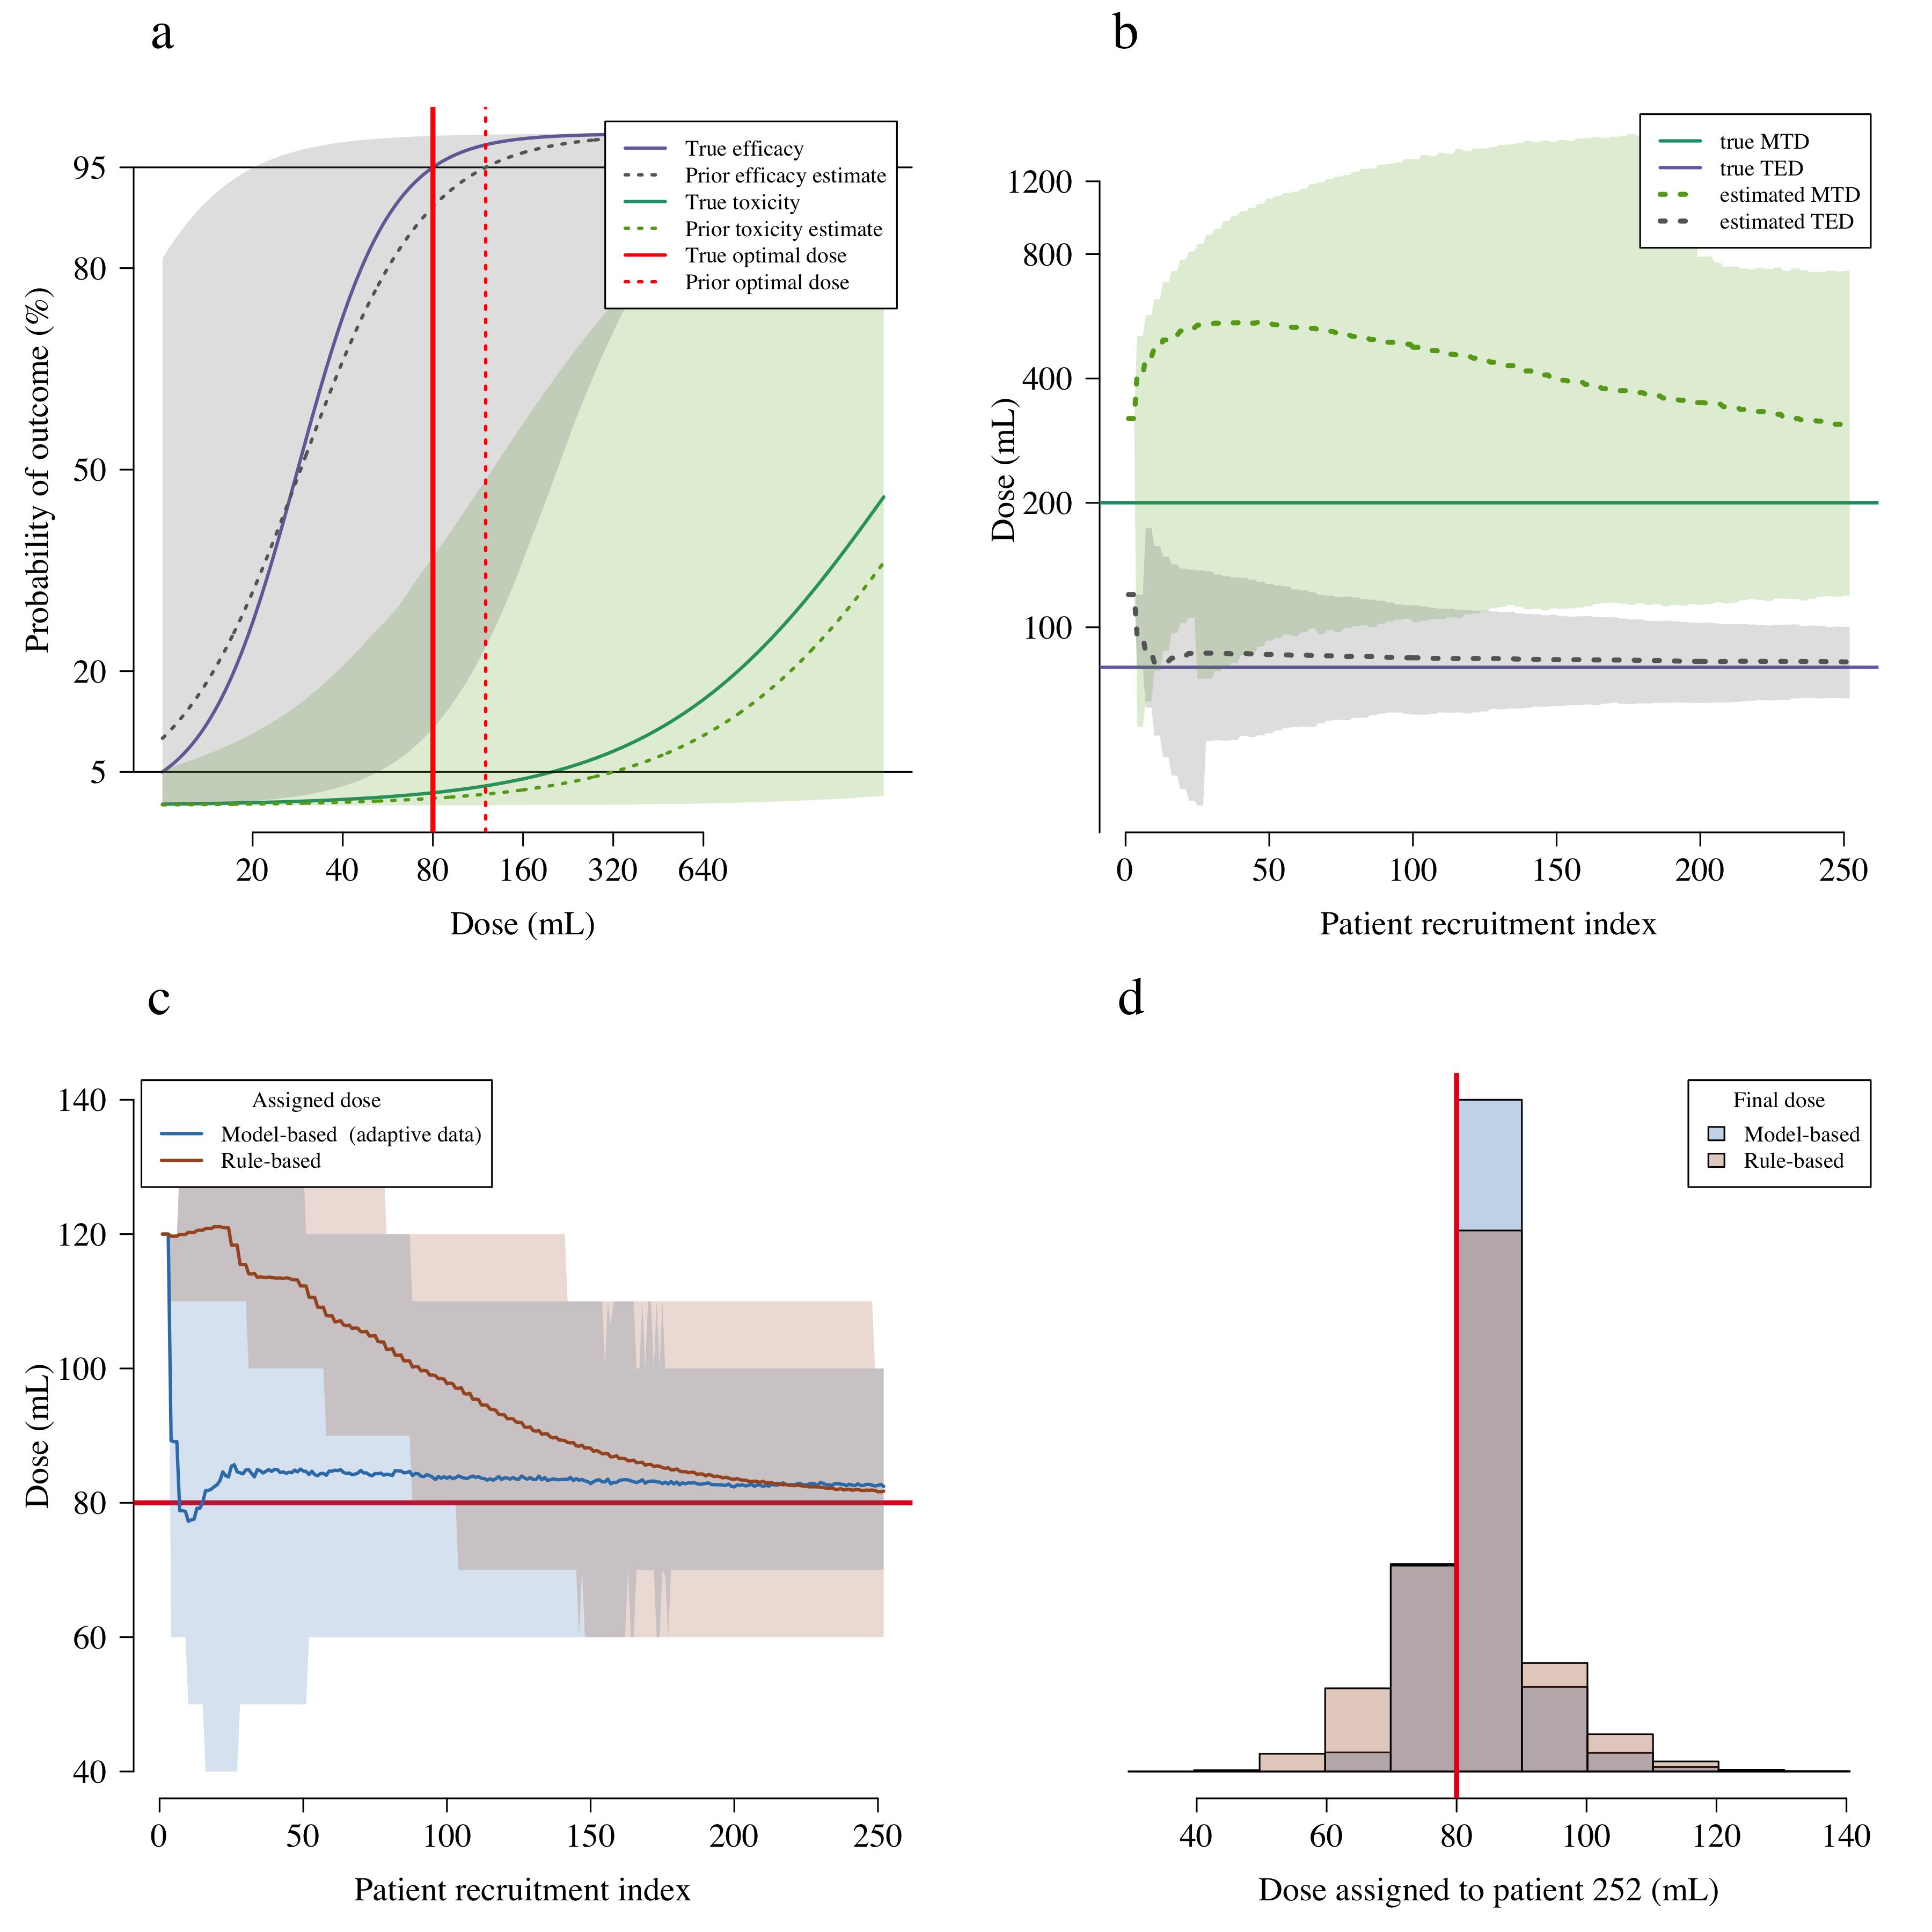 a
Probability of outcome (%)
95
80
50
20
5
True efficacy
Prior efficacy estimate
True toxicity
Prior toxicity estimate
True optimal dose
Prior optimal dose
20 40 80 160 320 640
Dose (mL)
b
Dose (mL)
1200
800
400
200
100
true MTD
true TED
estimated MTD
estimated TED
0 50 100 150 200 250
Patient recruitment index
c
Dose (mL)
140
120
100
80
60
40
Assigned dose
Model-based (adaptive data)
Rule-based
0 50 100 150 200 250
Patient recruitment index
d
Final dose
Model-based
Rule-based
40 60 80 100 120 140
Dose assigned to patient 252 (mL)